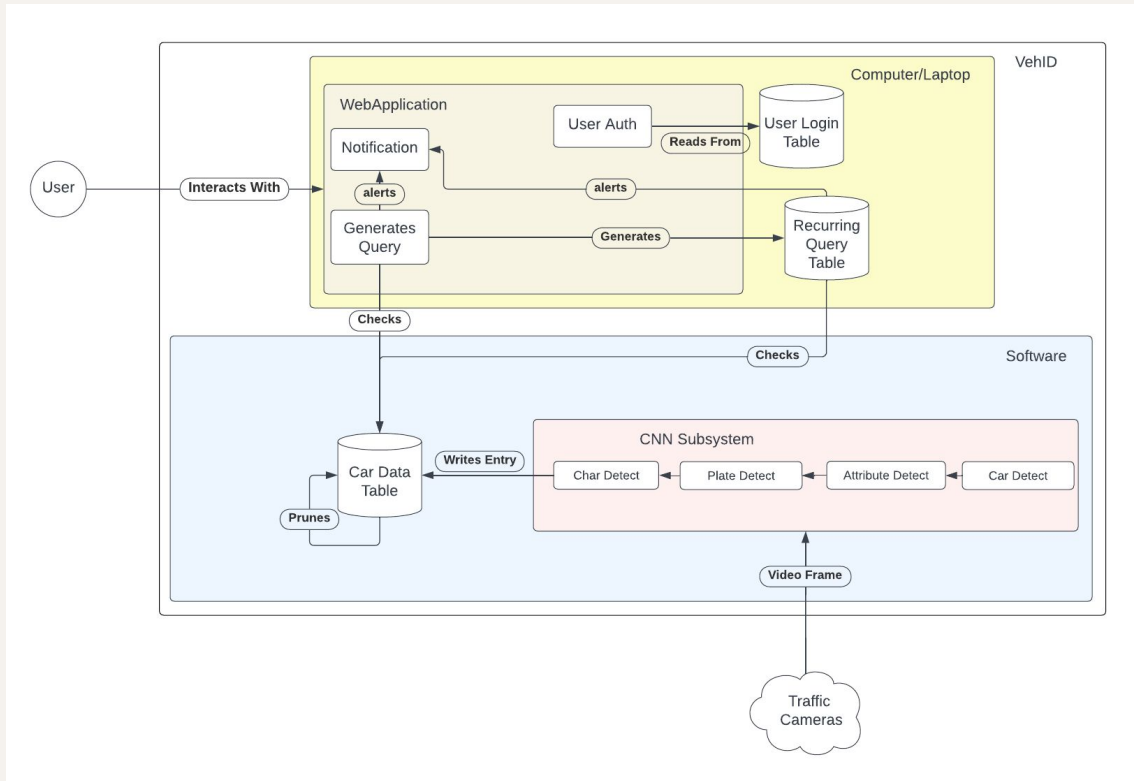 VehID
Computer/Laptop
WebApplication
User Auth
Reads From
User Login
Table
Notification
User
Interacts With
alerts
alerts
Generates
Query
Generates
Recurring
Query
Table
Checks
Checks
Software
CNN Subsystem
Car Data
Table
Writes Entry
Char Detect
Plate Detect
Attribute Detect
Car Detect
Prunes
Video Frame
Traffic
Cameras